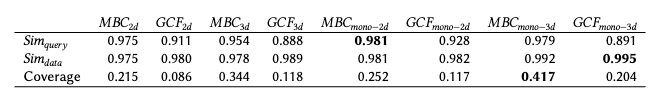 MBC2d GCF2d MBC3d GCF3d MBCmono−2d GCFmono−2d MBCmono−3d GCFmono−3d
Simquery 0.975 0.911 0.954 0.888 0.981 0.928 0.979 0.891
Simdata 0.975 0.980 0.978 0.989 0.981 0.982 0.992 0.995
Coverage 0.215 0.086 0.344 0.118 0.252 0.117 0.417 0.204